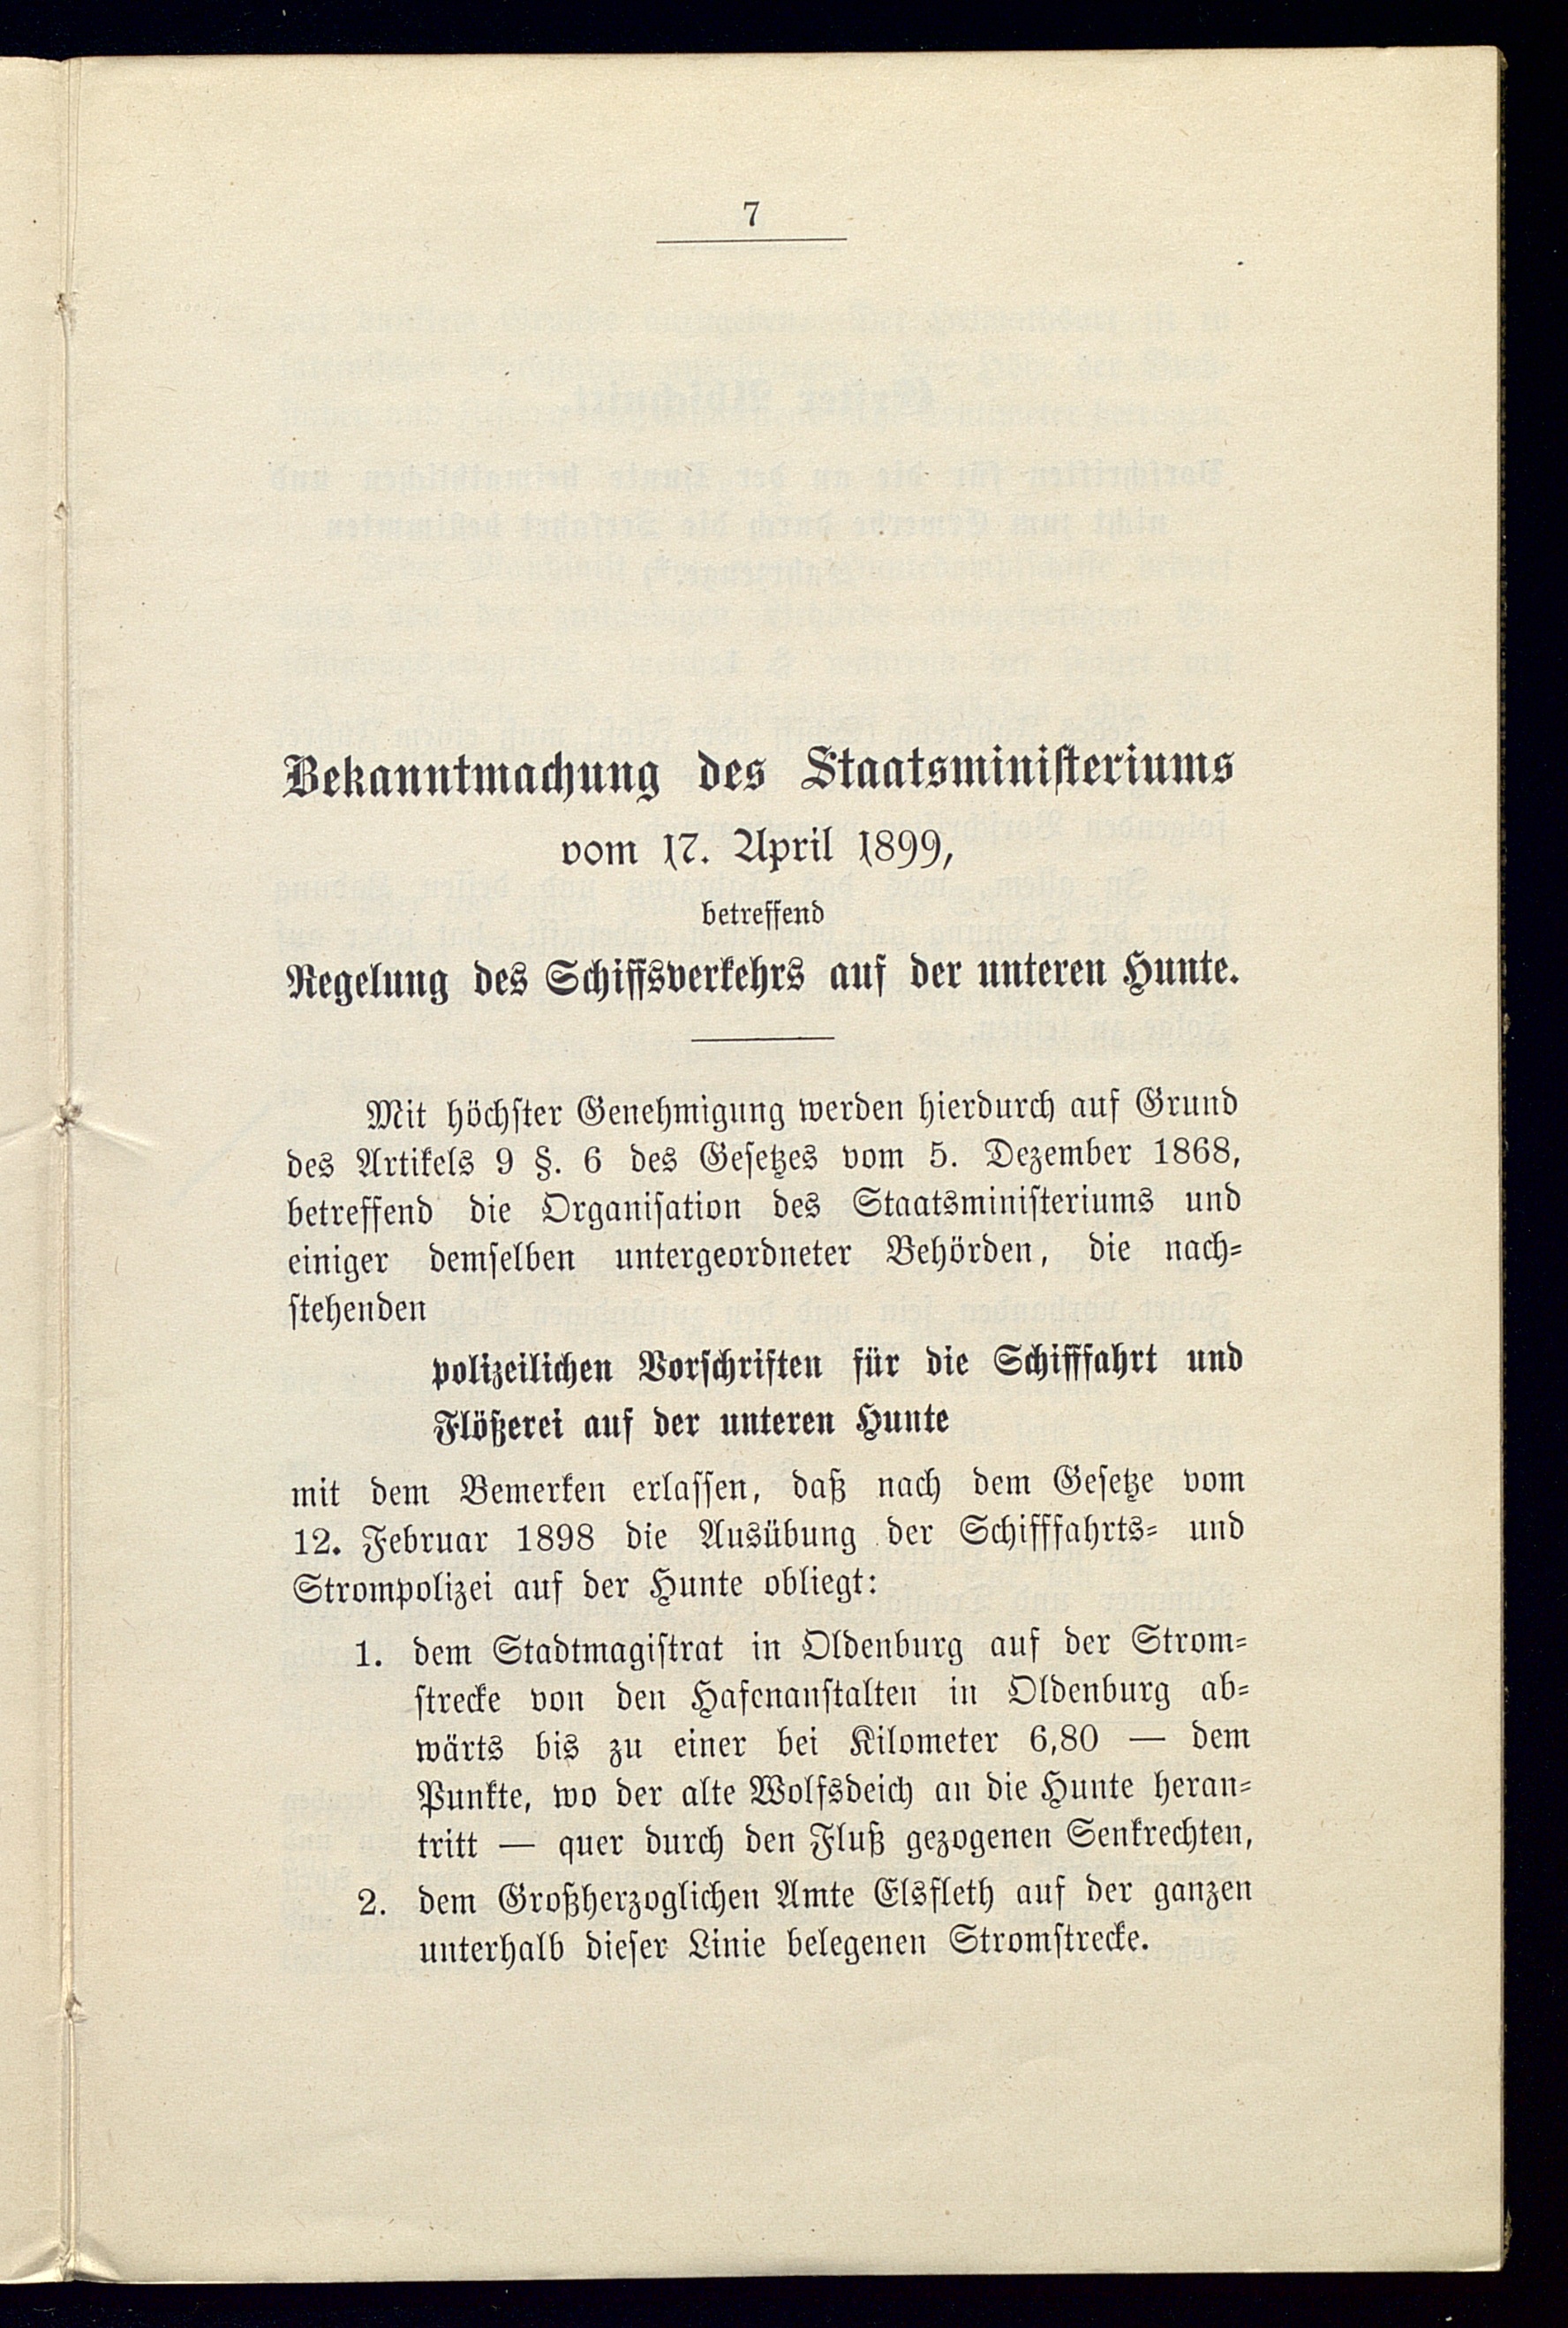 7
Bekanntmachung des Staatsministeriums
vom 17. April 1899,
betreffend
Regelung des Schiffsverkehrs auf der unteren Hunte.
Mit höchster Genehmigung werden hierdurch auf Grund
des Artikels 9 §. 6 des Gesetzes vom 5. Dezember 1868,
betreffend die Organisation des Staatsministeriums und
einiger demselben untergeordneter Behörden, die nach-
stehenden
polizeilichen Vorschriften für die Schifffahrt und
Flößerei auf der unteren Hunte
mit dem Bemerken erlassen, daß nach dem Gesetze vom
12. Februar 1898 die Ausübung der Schifffahrts- und
Strompolizei auf der Hunte obliegt:
1. dem Stadtmagistrat in Oldenburg auf der Strom-
strecke von den Hafenanstalten in Oldenburg ab-
wärts bis zu einer bei Kilometer 6,80 — dem
Punkte, wo der alte Wolfsdeich an die Hunte heran-
tritt — quer durch den Fluß gezogenen Senkrechten,
2. dem Großherzoglichen Amte Elsfleth auf der ganzen
unterhalb dieser Linie belegenen Stromstrecke.